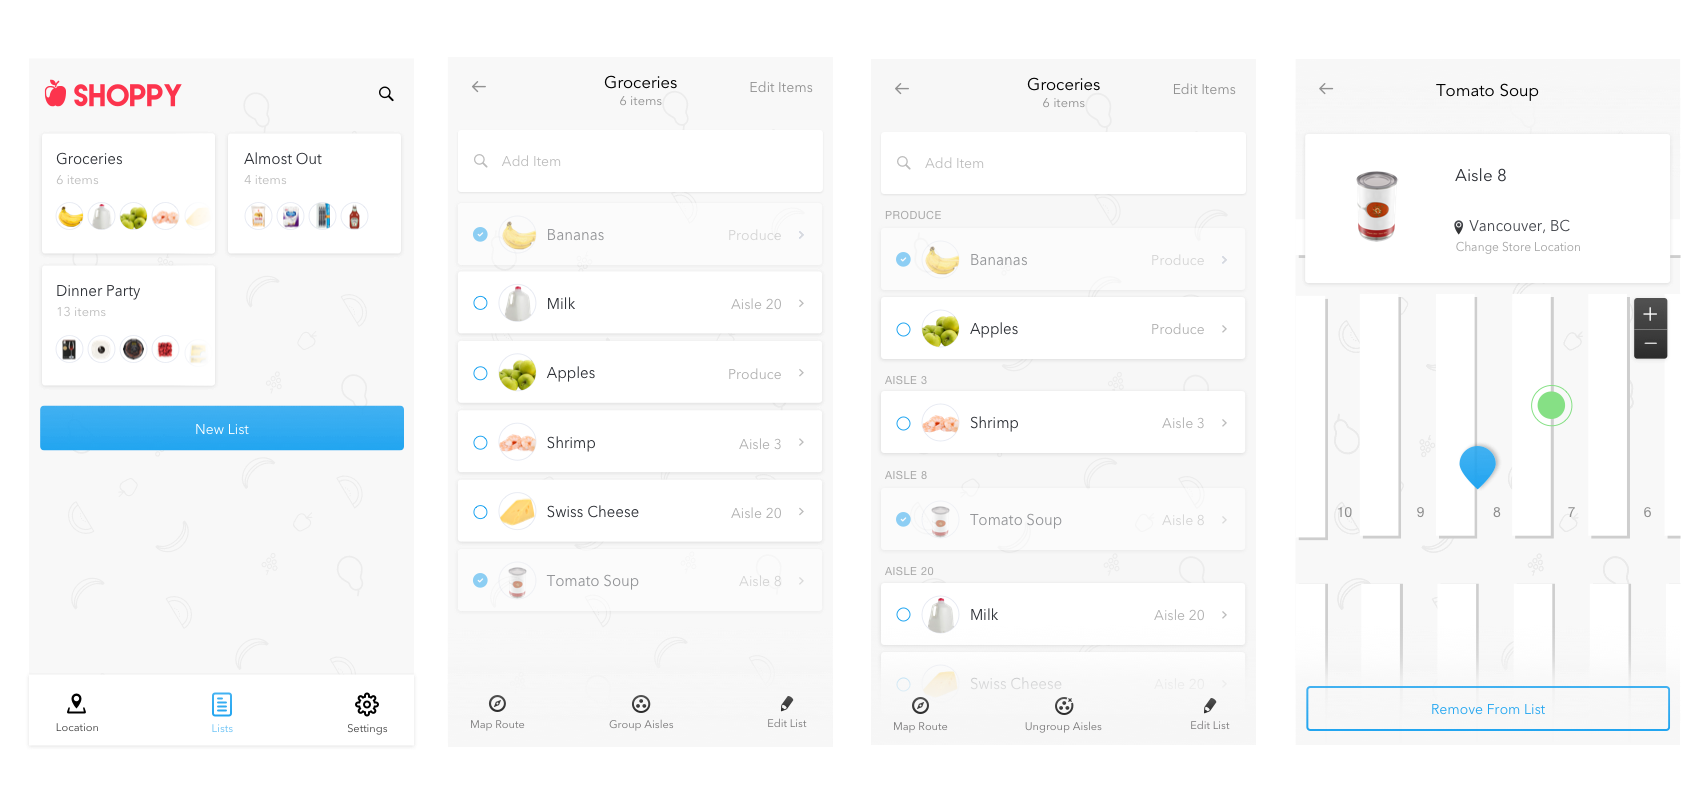 SHOPPY
Groceries
6 items
Almost Out
4 items
Dinner Party
13 items
New List
Location
Lists
Settings
Groceries
6 items
Edit Items
Add Item
Bananas Produce
Milk Aisle 20
Apples Produce
Shrimp Aisle 3
Swiss Cheese Aisle 20
Tomato Soup Aisle 8
Map Route
Group Aisles
Edit List
Groceries
6 items
Edit Items
Add Item
PRODUCE
Bananas Produce
Apples Produce
AISLE 3
Shrimp Aisle 3
AISLE 8
Tomato Soup Aisle 8
AISLE 20
Milk Aisle 20
Swiss Cheese Aisle 20
Map Route
Ungroup Aisles
Edit List
Tomato Soup
Aisle 8
Vancouver, BC
Change Store Location
+
−
10 9 8 7 6
Remove From List